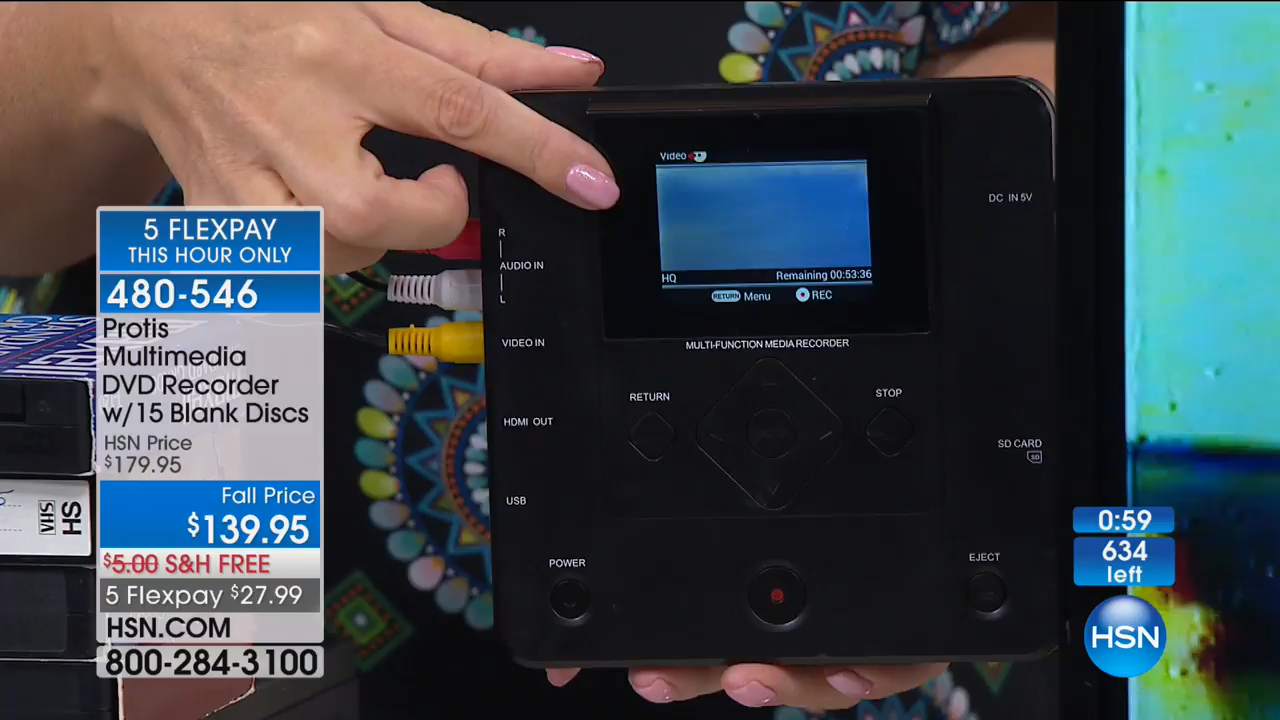 5 FLEXPAY
THIS HOUR ONLY
480-546
Protis
Multimedia
DVD Recorder
w/15 Blank Discs
HSN Price
$179.95
Fall Price
$139.95
$5.00 S&H FREE
5 Flexpay $27.99
HSN.COM
800-284-3100
VHS
HS
Video
HQ
Remaining 00:53:36
RETURN Menu
REC
R
AUDIO IN
L
VIDEO IN
HDMI OUT
USB
MULTI-FUNCTION MEDIA RECORDER
RETURN
STOP
DC IN 5V
SD CARD
SD
POWER
EJECT
0:59
634
left
HSN